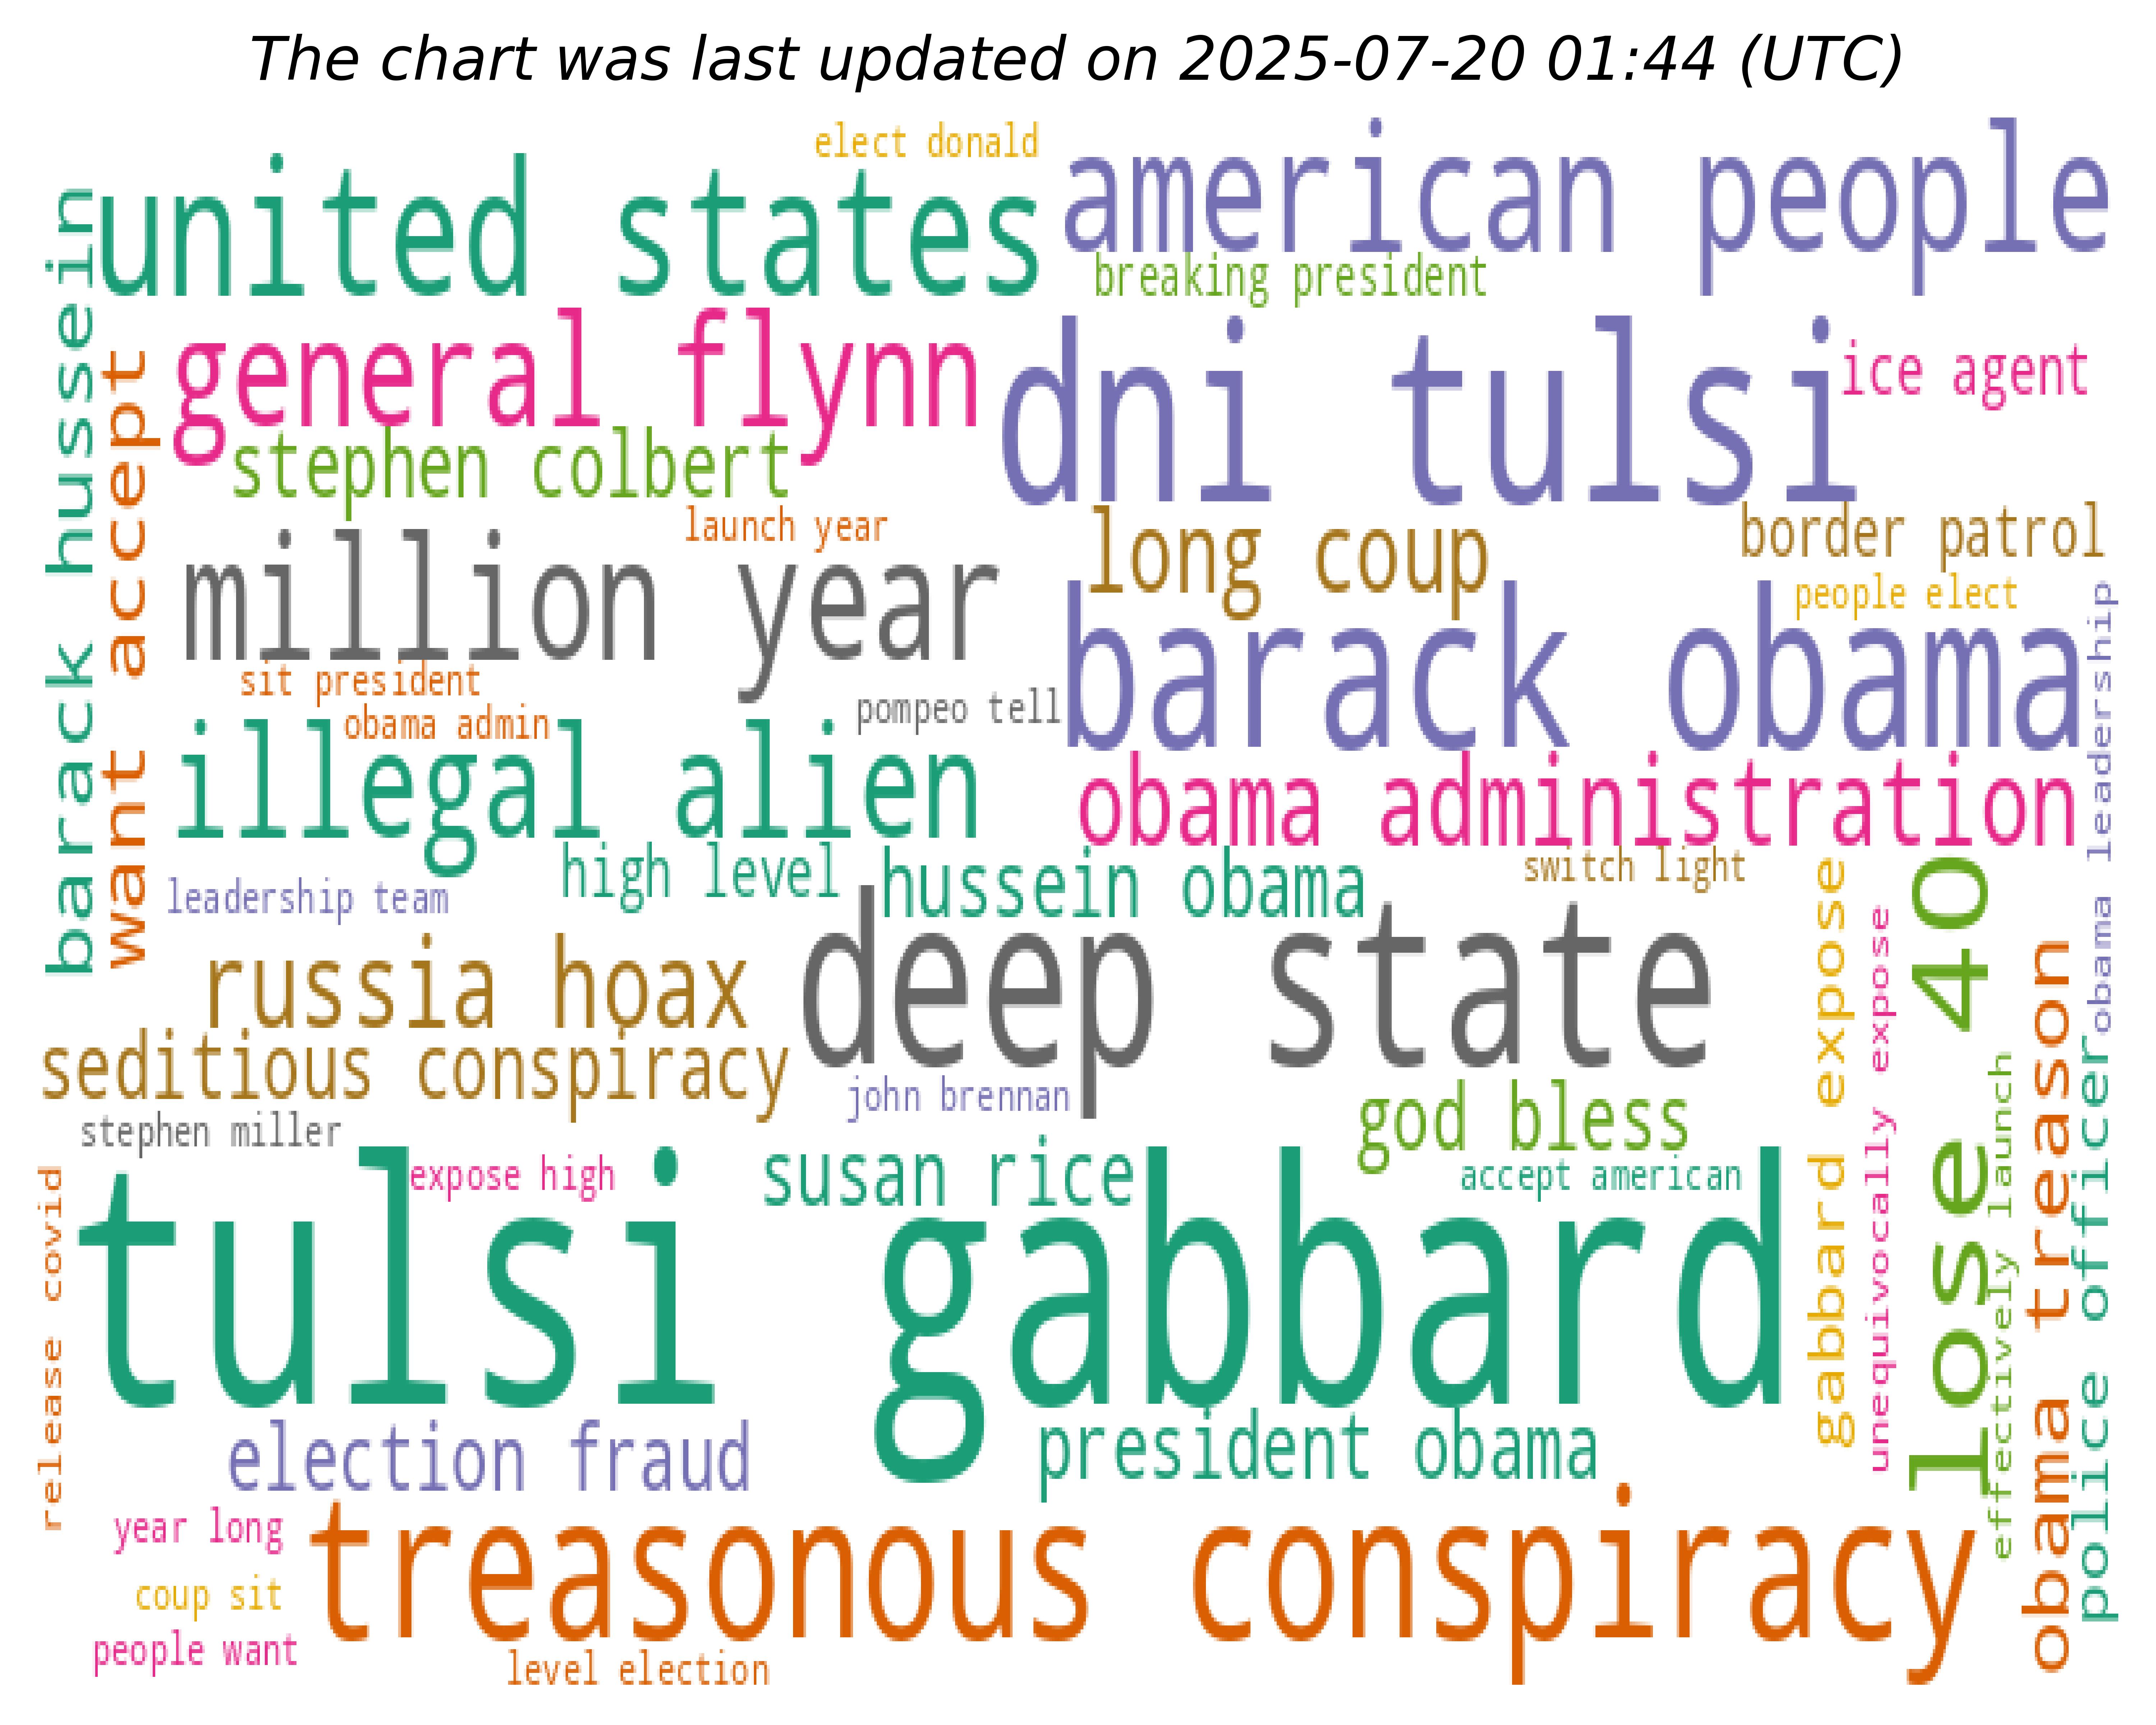 The chart was last updated on 2025-07-20 01:44 (UTC)
elect donald
american people
united states
breaking president
barack hussein
want accept
general flynn
dni tulsi
ice agent
stephen colbert
launch year
long coup
border patrol
million year
people elect
barack obama
obama leadership
sit president
pompeo tell
obama admin
illegal alien
obama administration
high level
hussein obama
switch light
leadership team
deep state
russia hoax
gabbard expose
unequivocally expose
lose 40
obama treason
seditious conspiracy
john brennan
god bless
police officer
effectively launch
stephen miller
expose high
susan rice
accept american
release covid
tulsi gabbard
election fraud
president obama
year long
treasonous conspiracy
coup sit
people want
level election